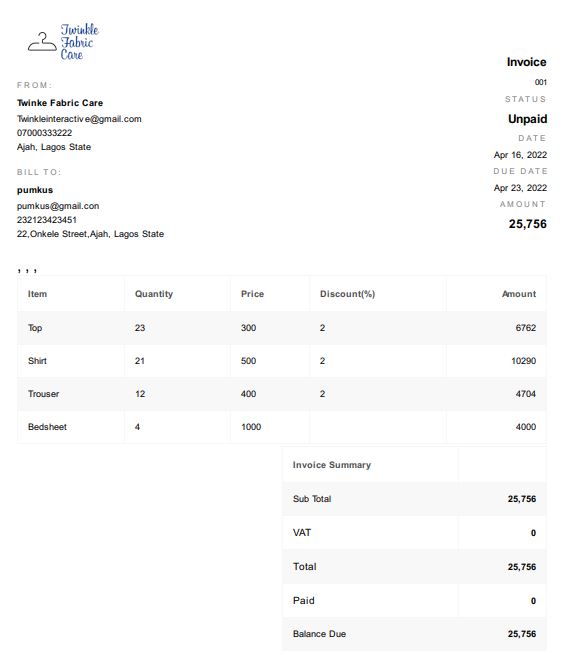 Twinkle
Fabric
Care
Invoice
001
STATUS
Unpaid
DATE
Apr 16, 2022
DUE DATE
Apr 23, 2022
AMOUNT
25,756
FROM:
Twinke Fabric Care
Twinkleinteractive@gmail.com
07000333222
Ajah, Lagos State
BILL TO:
pumkus
pumkus@gmail.con
232123423451
22,Onkele Street,Ajah, Lagos State
, , ,
Item Quantity Price Discount(%) Amount
Top 23 300 2 6762
Shirt 21 500 2 10290
Trouser 12 400 2 4704
Bedsheet 4 1000 4000
Invoice Summary
Sub Total 25,756
VAT 0
Total 25,756
Paid 0
Balance Due 25,756